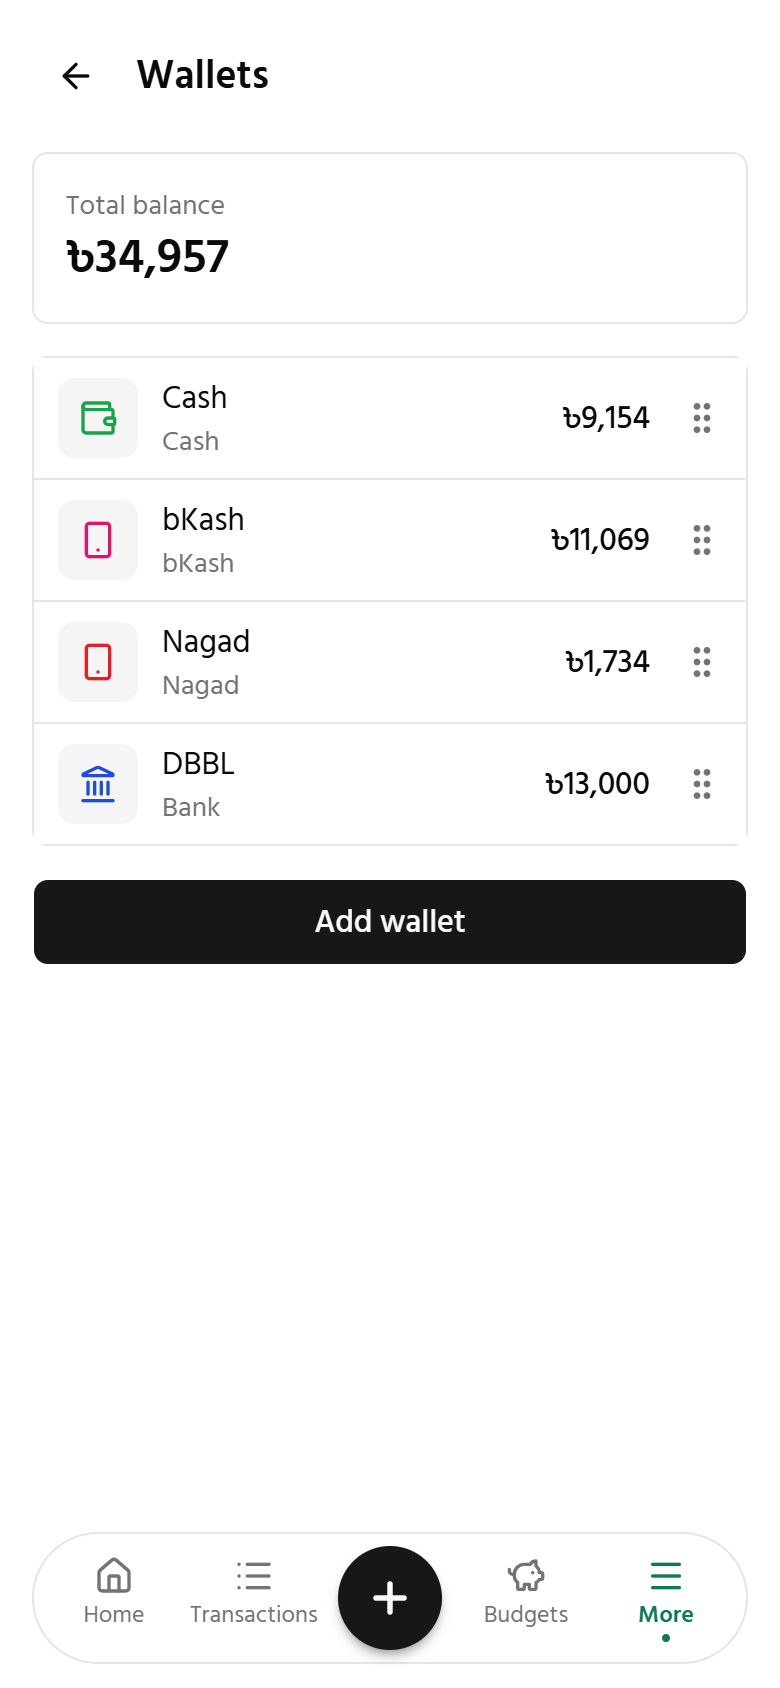 Wallets
Total balance
৳34,957
Cash
Cash
৳9,154
bKash
bKash
৳11,069
Nagad
Nagad
৳1,734
DBBL
Bank
৳13,000
Add wallet
Home
Transactions
Budgets
More